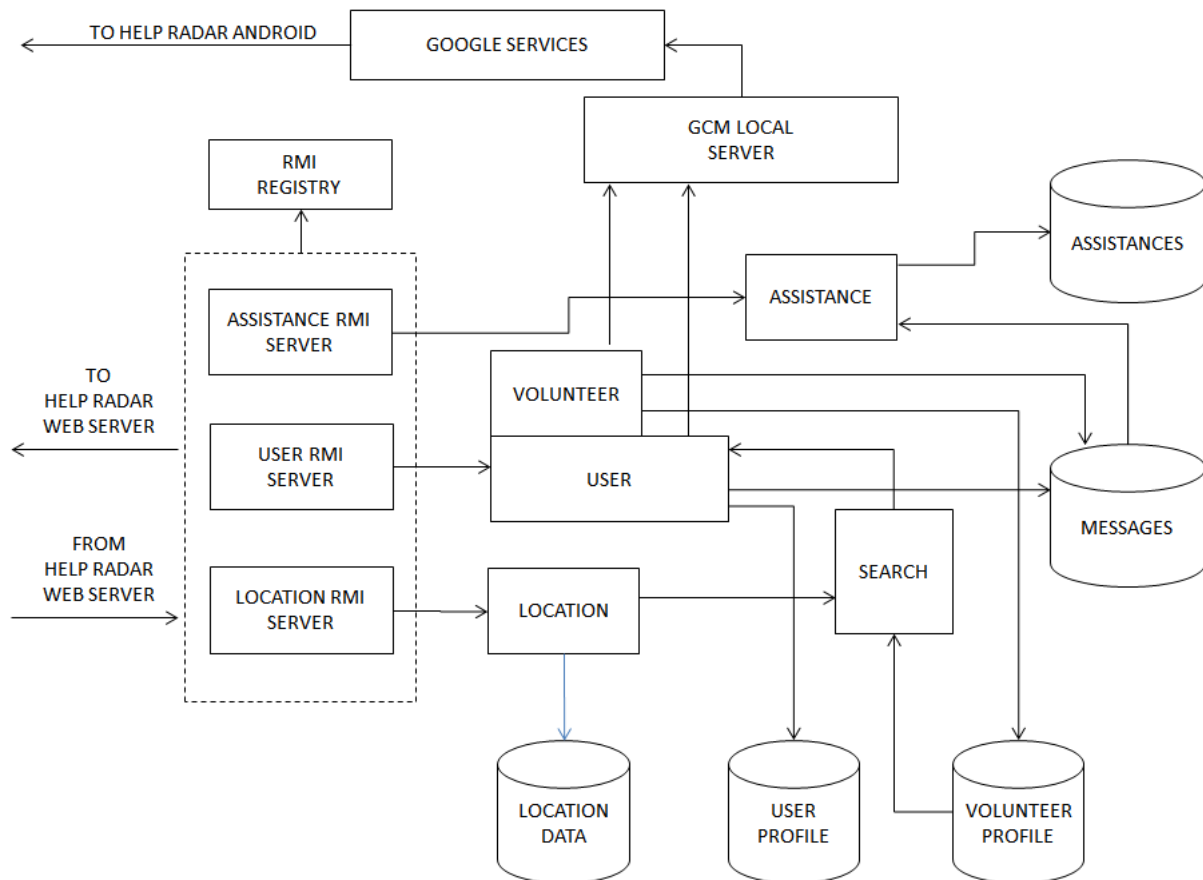 TO HELP RADAR ANDROID
GOOGLE SERVICES
GCM LOCAL
SERVER
RMI
REGISTRY
ASSISTANCES
ASSISTANCE
ASSISTANCE RMI
SERVER
VOLUNTEER
TO
HELP RADAR
WEB SERVER
USER RMI
SERVER
USER
MESSAGES
FROM
HELP RADAR
WEB SERVER
SEARCH
LOCATION RMI
SERVER
LOCATION
LOCATION
DATA
USER
PROFILE
VOLUNTEER
PROFILE